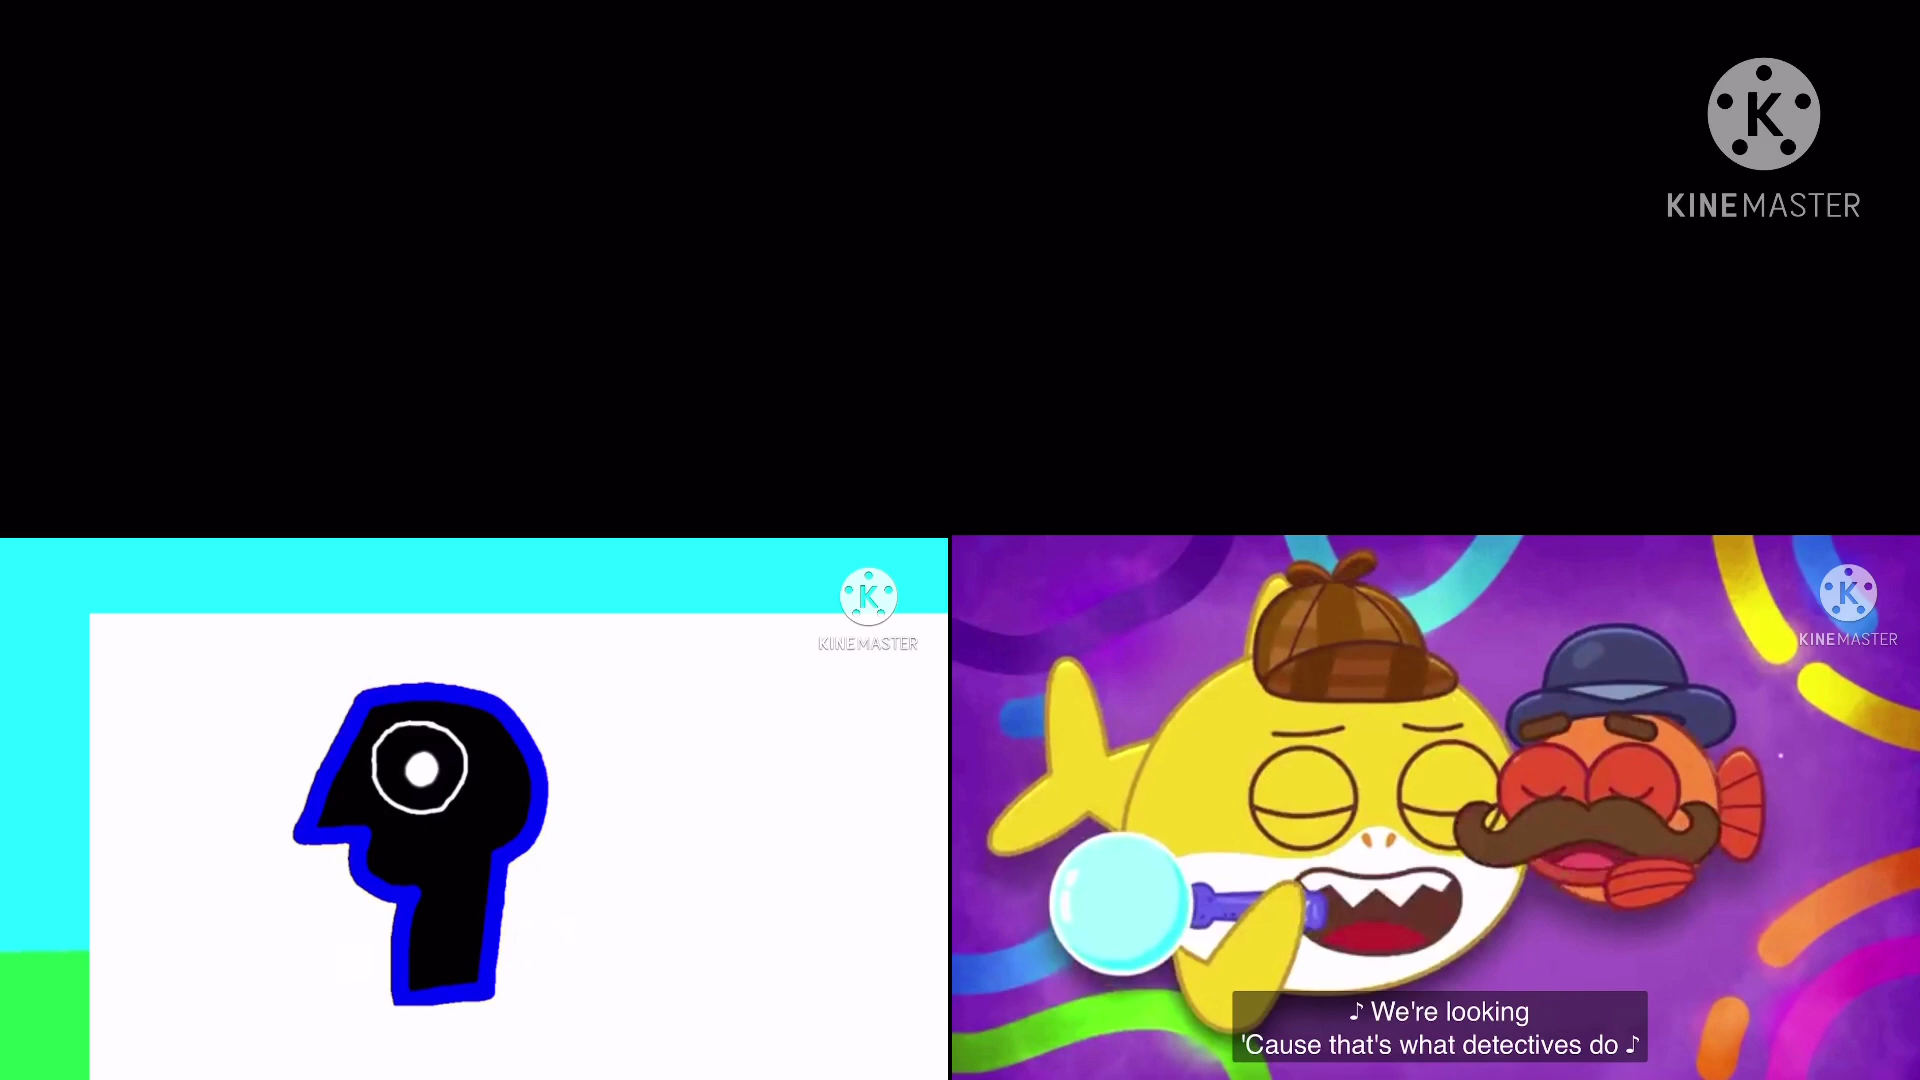 K
KINEMASTER
K
KINEMASTER
K
KINEMASTER
♪ We're looking
'Cause that's what detectives do ♪